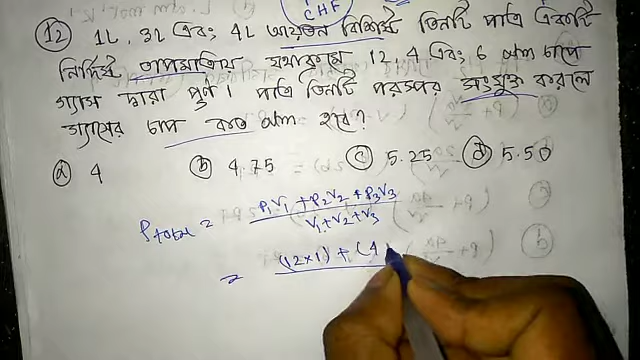 CHF
12 1L, 3L এবং 4L আয়তন বিশিষ্ট তিনটি পাত্র একটি
নির্দিষ্ট তাপমাত্রায় যথাক্রমে 12, 4 এবং 6 atm চাপে
গ্যাস দ্বারা পূর্ণ। পাত্র তিনটি পরস্পর সংযুক্ত করলে
গ্যাসের চাপ কত atm হবে?
a 4 b 4.75 c 5.25 d 5.50
Ptotal = P₁V₁ + P₂V₂ + P₃V₃ / V₁+V₂+V₃
= (12×1) + (4